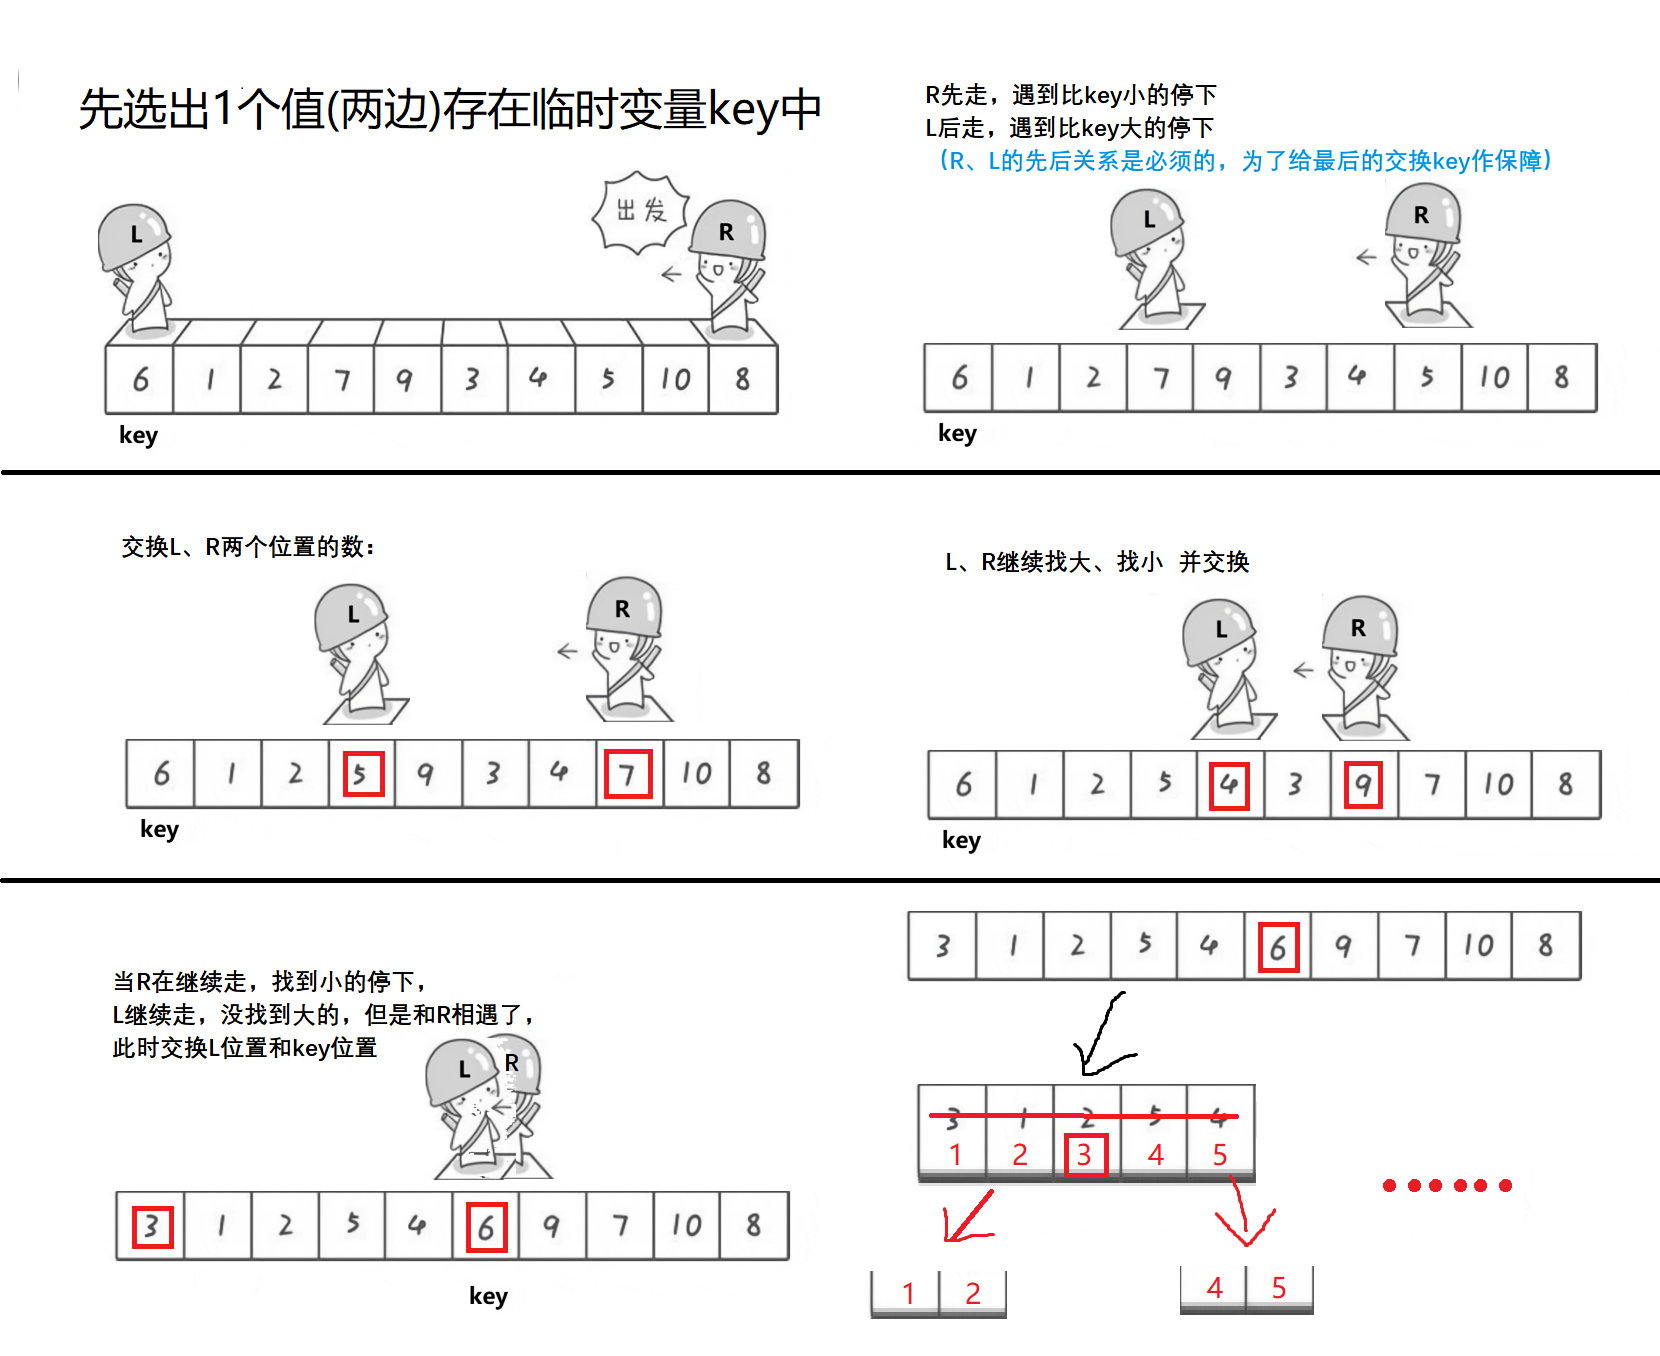 先选出1个值(两边)存在临时变量key中
出发
L
R
6 1 2 7 9 3 4 5 10 8
key
R先走，遇到比key小的停下
L后走，遇到比key大的停下
（R、L的先后关系是必须的，为了给最后的交换key作保障）
L
R
6 1 2 7 9 3 4 5 10 8
key
交换L、R两个位置的数：
L
R
6 1 2 5 9 3 4 7 10 8
key
L、R继续找大、找小 并交换
L
R
6 1 2 5 4 3 9 7 10 8
key
当R在继续走，找到小的停下，
L继续走，没找到大的，但是和R相遇了，
此时交换L位置和key位置
L
R
3 1 2 5 4 6 9 7 10 8
key
3 1 2 5 4 6 9 7 10 8
3 1 2 5 4
1 2 3 4 5
1 2
4 5
······